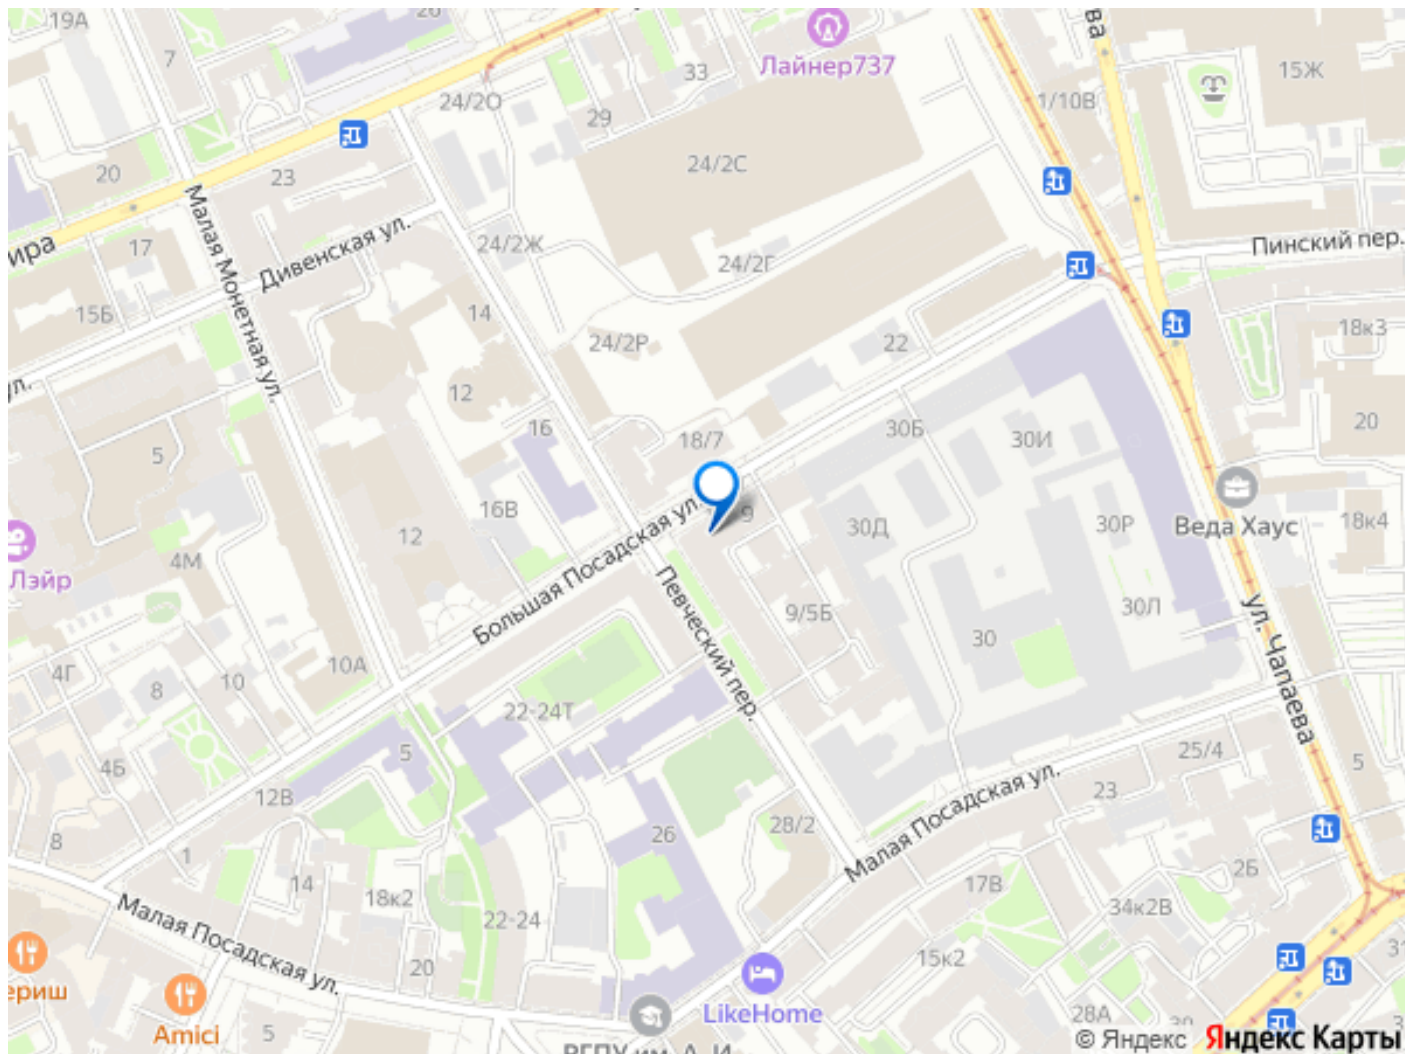 19А
26
ва
7
33
Лайнер737
15Ж
24/2О
29
1/10В
20
23
24/2С
Малая Монетная ул.
ира
17
Дивенская ул.
24/2Ж
24/2Г
Пинский пер.
15Б
14
24/2Р
22
18к3
ул.
12
16
18/7
30Б
30И
20
5
16В
Большая Посадская ул.
9
30Д
30Р
Веда Хаус
18к4
12
4М
Лэйр
Певческий пер.
9/5Б
30Л
ул. Чапаева
30
4Г
8
10
10А
22-24Т
5
4Б
12В
25/4
5
23
Малая Посадская ул.
8
1
26
28/2
14
18к2
17В
2Б
34к2В
Малая Посадская ул.
22-24
20
15к2
31
ериш
Amici
5
LikeHome
28А
30
РГПУ им. А. И.
© Яндекс Яндекс Карты